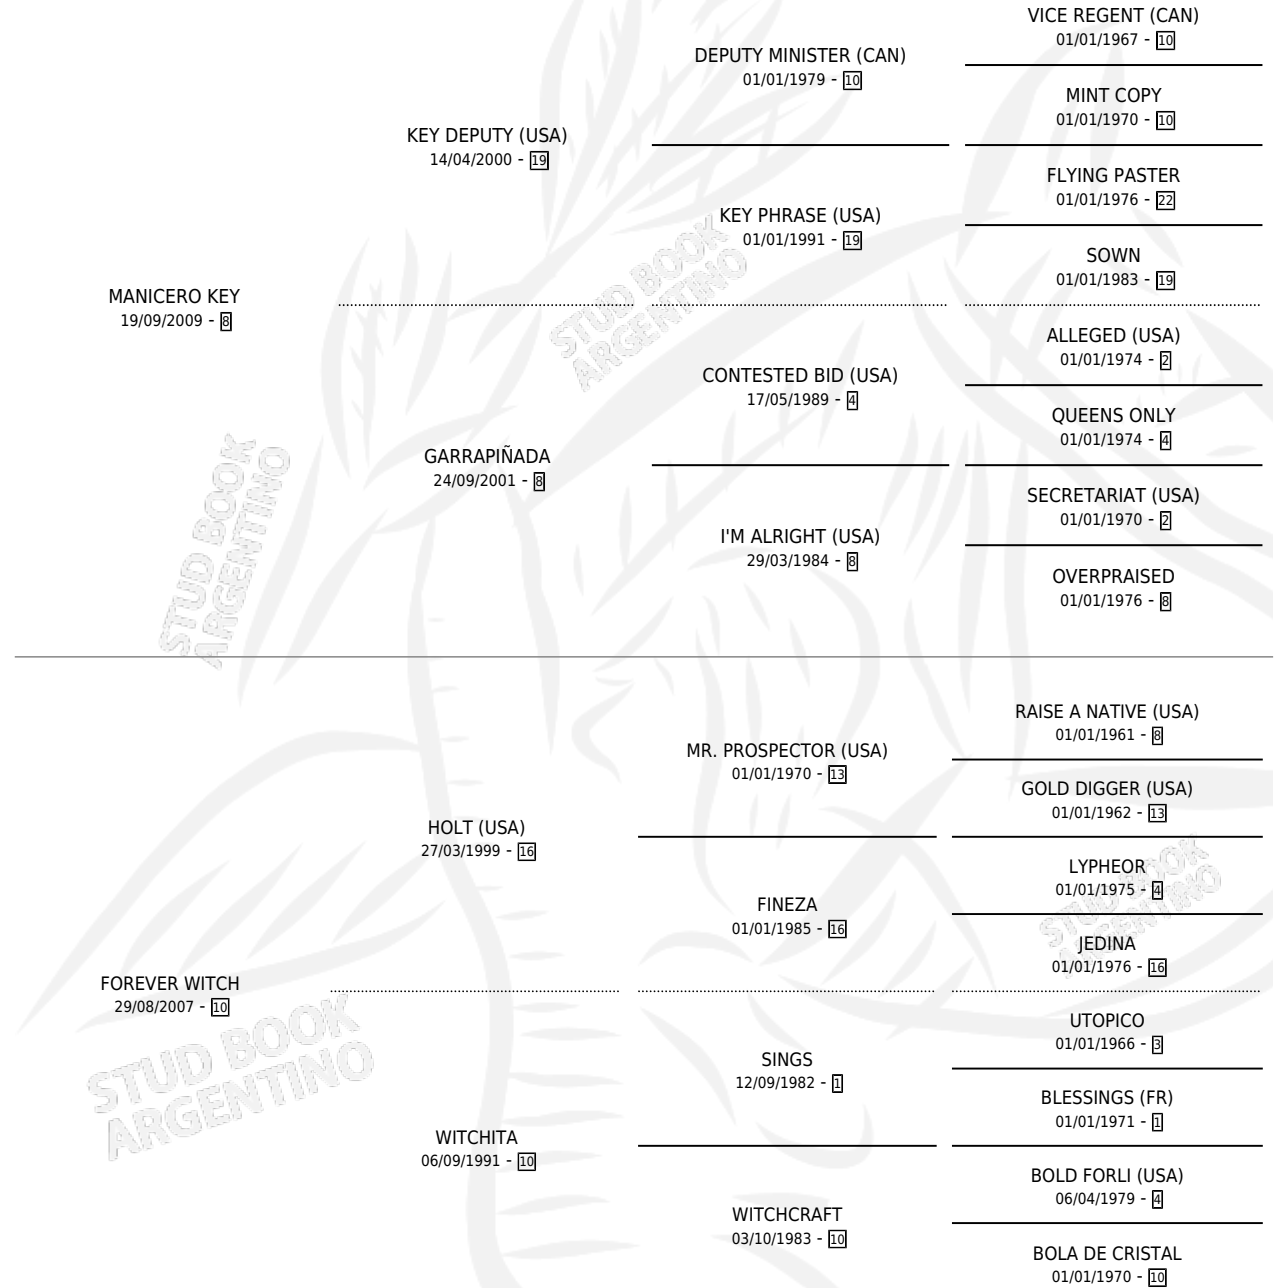 VICE REGENT (CAN)
01/01/1967 - 10
DEPUTY MINISTER (CAN)
01/01/1979 - 10
MINT COPY
01/01/1970 - 10
KEY DEPUTY (USA)
14/04/2000 - 19
FLYING PASTER
01/01/1976 - 22
KEY PHRASE (USA)
01/01/1991 - 19
SOWN
01/01/1983 - 19
MANICERO KEY
19/09/2009 - 8
ALLEGED (USA)
01/01/1974 - 2
CONTESTED BID (USA)
17/05/1989 - 4
QUEENS ONLY
01/01/1974 - 4
GARRAPIÑADA
24/09/2001 - 8
SECRETARIAT (USA)
01/01/1970 - 2
I'M ALRIGHT (USA)
29/03/1984 - 8
OVERPRAISED
01/01/1976 - 8
RAISE A NATIVE (USA)
01/01/1961 - 8
MR. PROSPECTOR (USA)
01/01/1970 - 13
GOLD DIGGER (USA)
01/01/1962 - 13
HOLT (USA)
27/03/1999 - 16
LYPHEOR
01/01/1975 - 4
FINEZA
01/01/1985 - 16
JEDINA
01/01/1976 - 16
FOREVER WITCH
29/08/2007 - 10
UTOPICO
01/01/1966 - 3
SINGS
12/09/1982 - 1
BLESSINGS (FR)
01/01/1971 - 1
WITCHITA
06/09/1991 - 10
BOLD FORLI (USA)
06/04/1979 - 4
WITCHCRAFT
03/10/1983 - 10
BOLA DE CRISTAL
01/01/1970 - 10
STUD BOOK
ARGENTINO
STUD BOOK
ARGENTINO
STUD BOOK
ARGENTINO
STUD BOOK
ARGENTINO